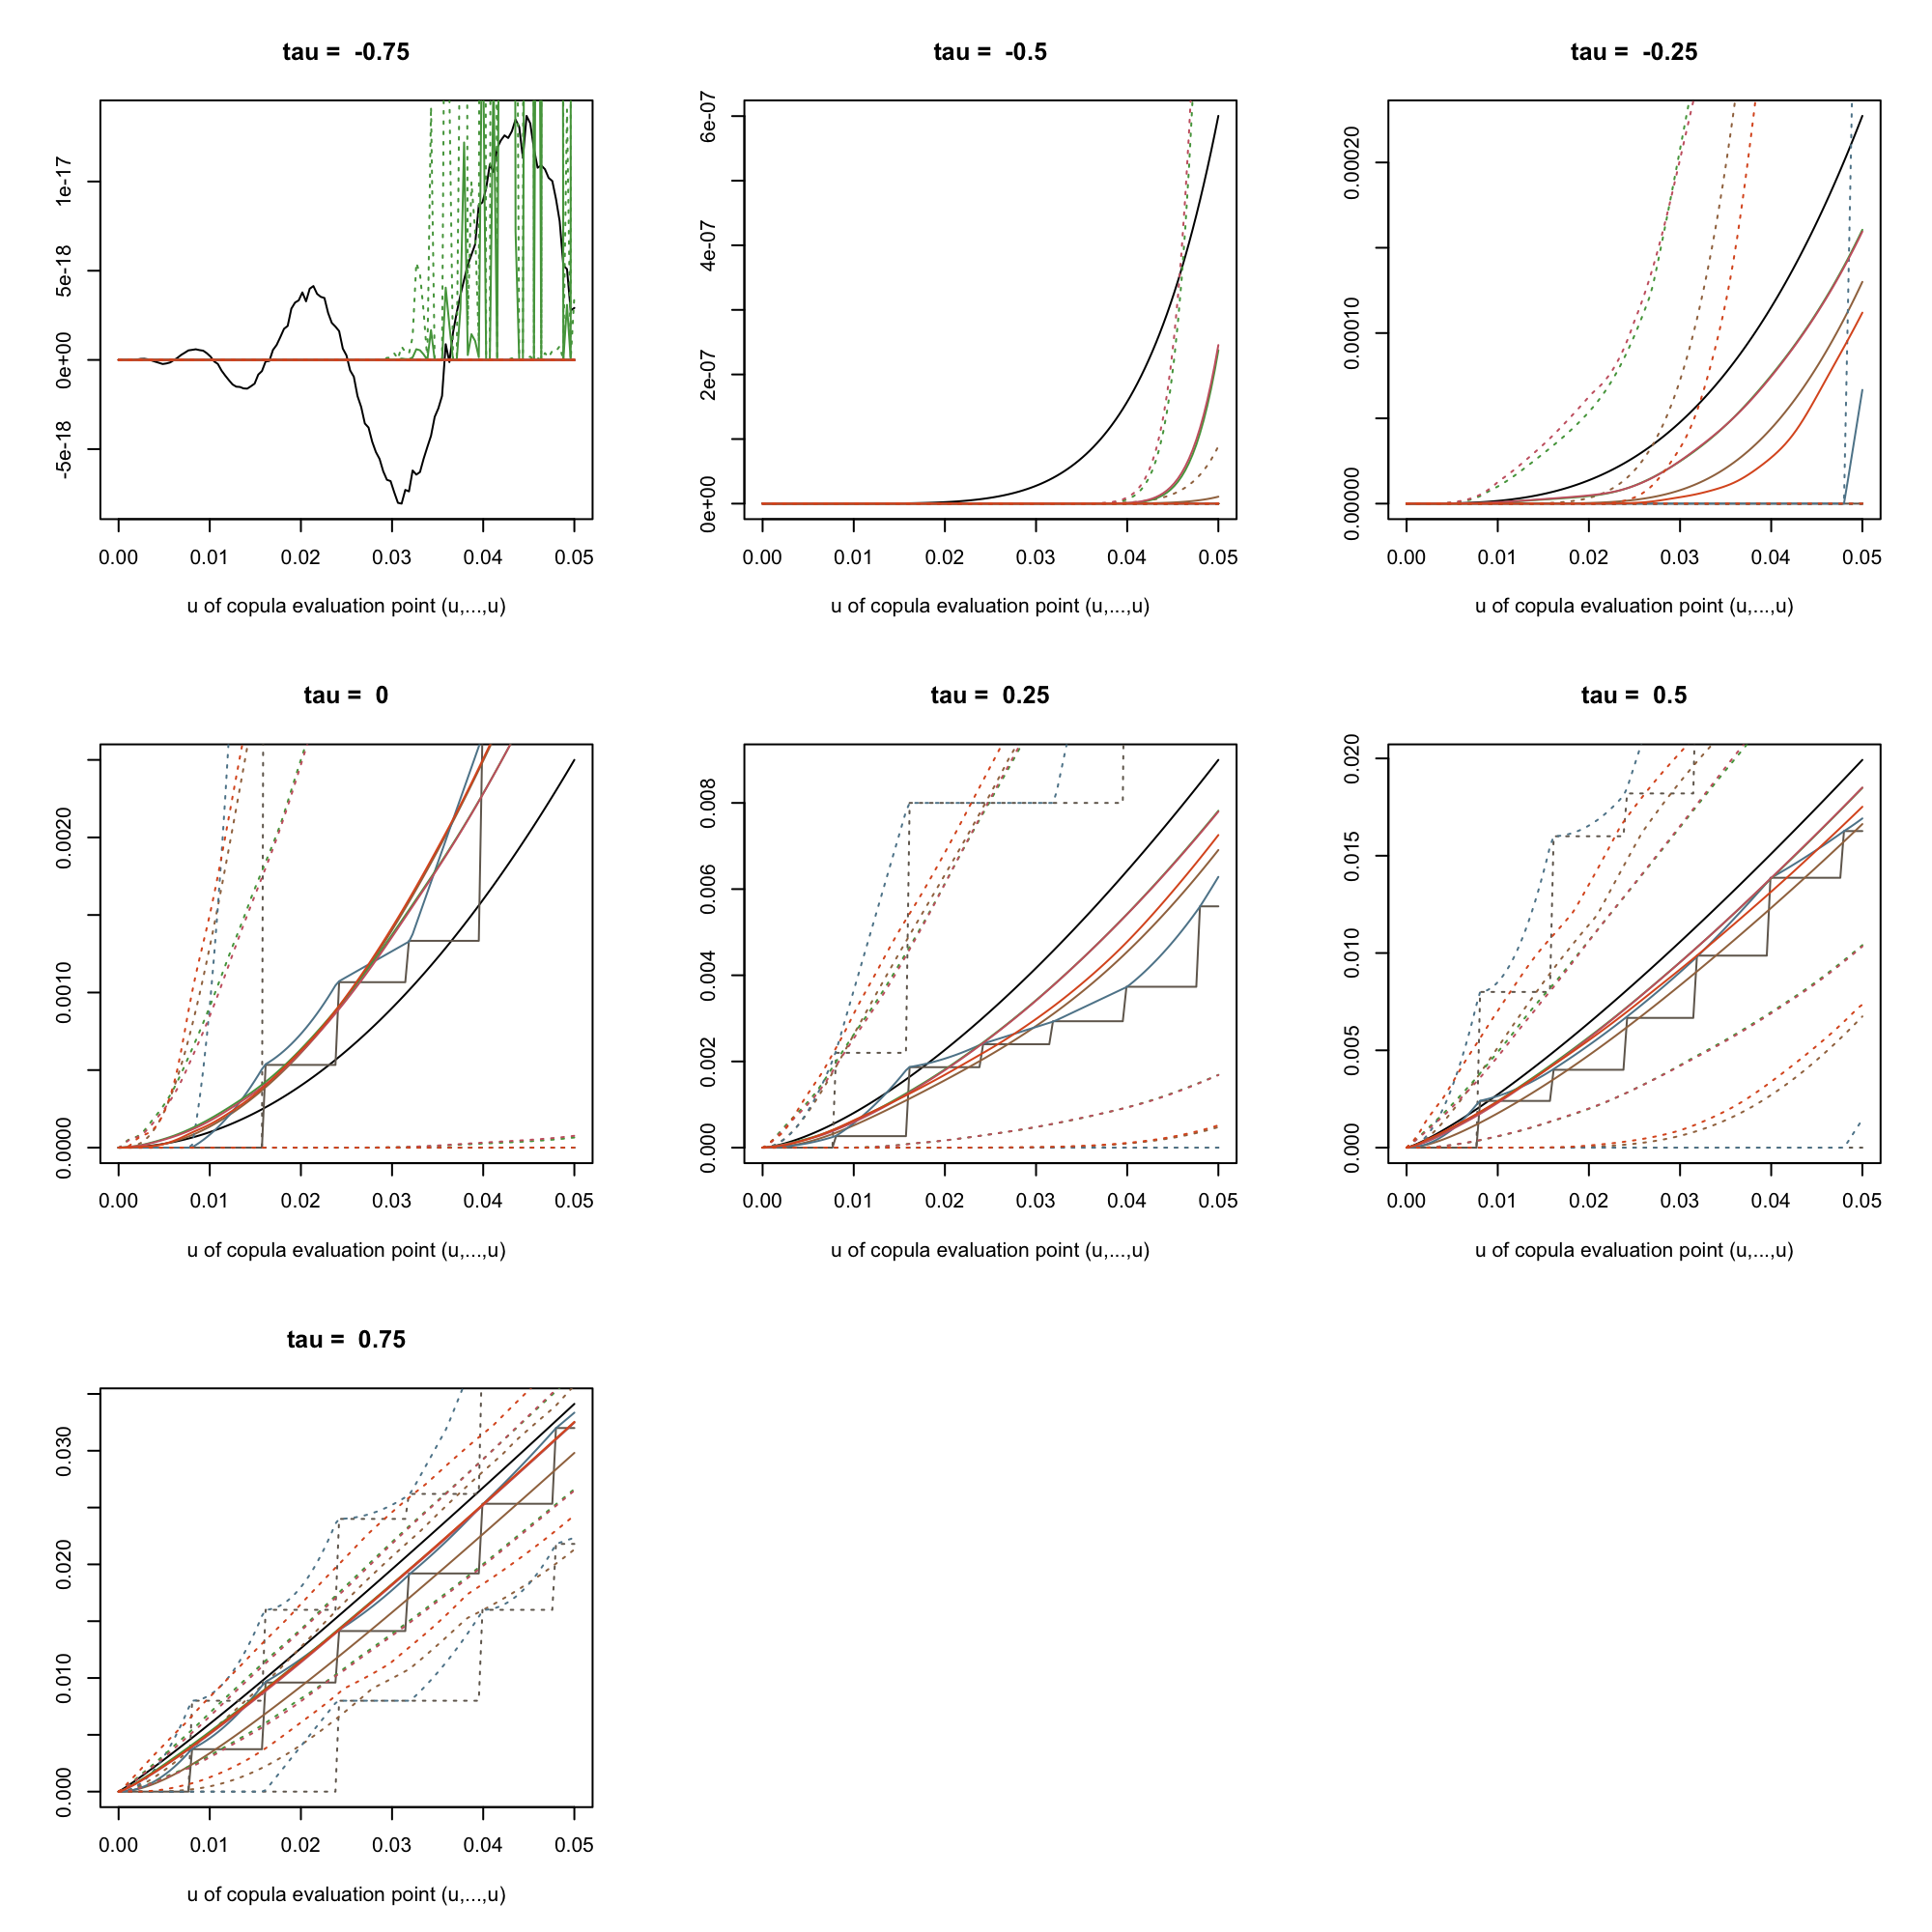 tau =  -0.75
1e-17
5e-18
0e+00
-5e-18
0.00 0.01 0.02 0.03 0.04 0.05
u of copula evaluation point (u,...,u)
tau =  -0.5
6e-07
4e-07
2e-07
0e+00
0.00 0.01 0.02 0.03 0.04 0.05
u of copula evaluation point (u,...,u)
tau =  -0.25
0.00020
0.00010
0.00000
0.00 0.01 0.02 0.03 0.04 0.05
u of copula evaluation point (u,...,u)
tau =  0
0.0020
0.0010
0.0000
0.00 0.01 0.02 0.03 0.04 0.05
u of copula evaluation point (u,...,u)
tau =  0.25
0.008
0.006
0.004
0.002
0.000
0.00 0.01 0.02 0.03 0.04 0.05
u of copula evaluation point (u,...,u)
tau =  0.5
0.020
0.015
0.010
0.005
0.000
0.00 0.01 0.02 0.03 0.04 0.05
u of copula evaluation point (u,...,u)
tau =  0.75
0.030
0.020
0.010
0.000
0.00 0.01 0.02 0.03 0.04 0.05
u of copula evaluation point (u,...,u)